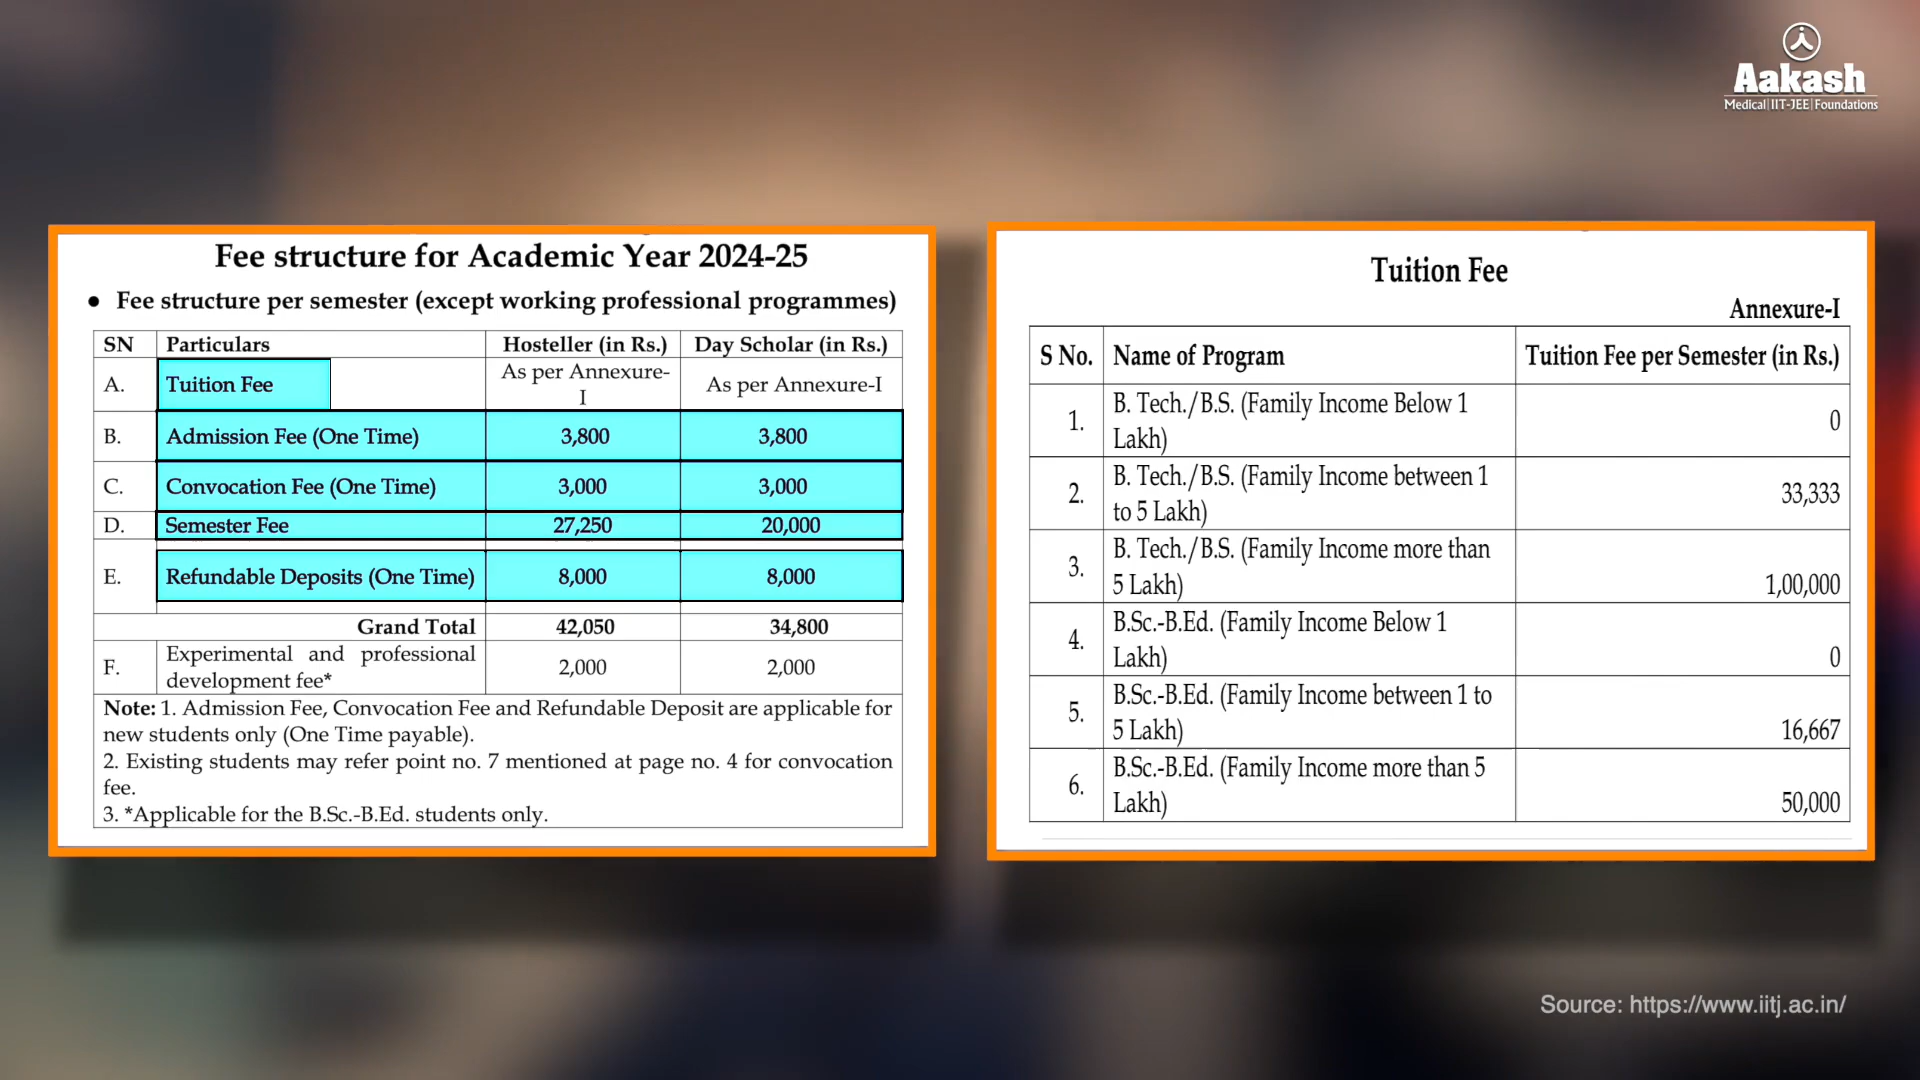 Aakash
Medical|IIT-JEE|Foundations
Fee structure for Academic Year 2024-25
● Fee structure per semester (except working professional programmes)
SN Particulars Hosteller (in Rs.) Day Scholar (in Rs.)
A. Tuition Fee As per Annexure-I As per Annexure-I
B. Admission Fee (One Time) 3,800 3,800
C. Convocation Fee (One Time) 3,000 3,000
D. Semester Fee 27,250 20,000
E. Refundable Deposits (One Time) 8,000 8,000
Grand Total 42,050 34,800
F. Experimental and professional development fee* 2,000 2,000
Note: 1. Admission Fee, Convocation Fee and Refundable Deposit are applicable for
new students only (One Time payable).
2. Existing students may refer point no. 7 mentioned at page no. 4 for convocation
fee.
3. *Applicable for the B.Sc.-B.Ed. students only.
Tuition Fee
Annexure-I
S No. Name of Program Tuition Fee per Semester (in Rs.)
1. B. Tech./B.S. (Family Income Below 1 Lakh) 0
2. B. Tech./B.S. (Family Income between 1 to 5 Lakh) 33,333
3. B. Tech./B.S. (Family Income more than 5 Lakh) 1,00,000
4. B.Sc.-B.Ed. (Family Income Below 1 Lakh) 0
5. B.Sc.-B.Ed. (Family Income between 1 to 5 Lakh) 16,667
6. B.Sc.-B.Ed. (Family Income more than 5 Lakh) 50,000
Source: https://www.iitj.ac.in/